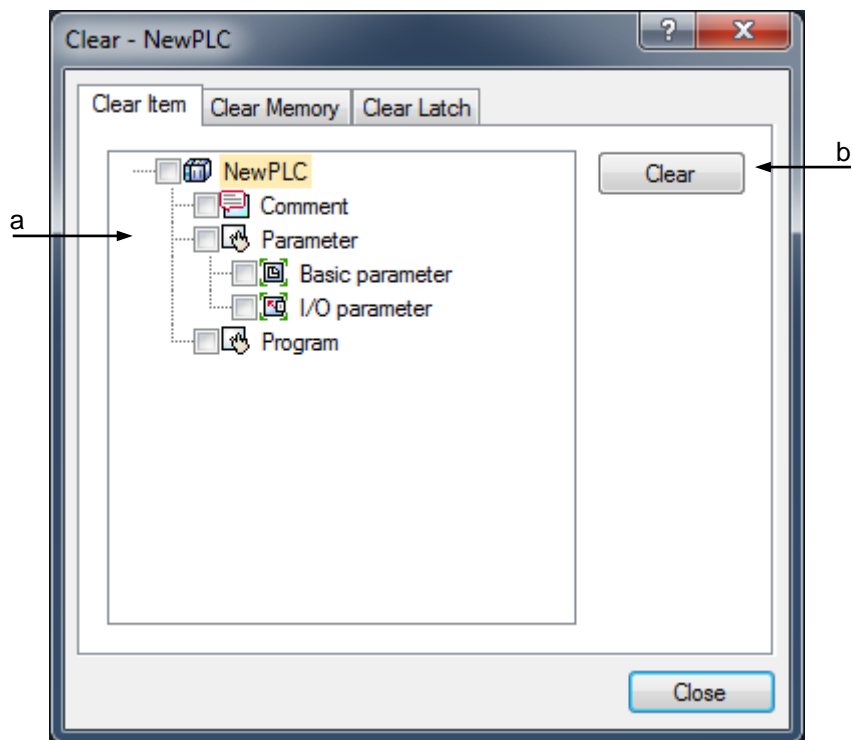 Clear - NewPLC
?
x
Clear Item
Clear Memory
Clear Latch
NewPLC
Clear
b
Comment
a
Parameter
Basic parameter
I/O parameter
Program
Close